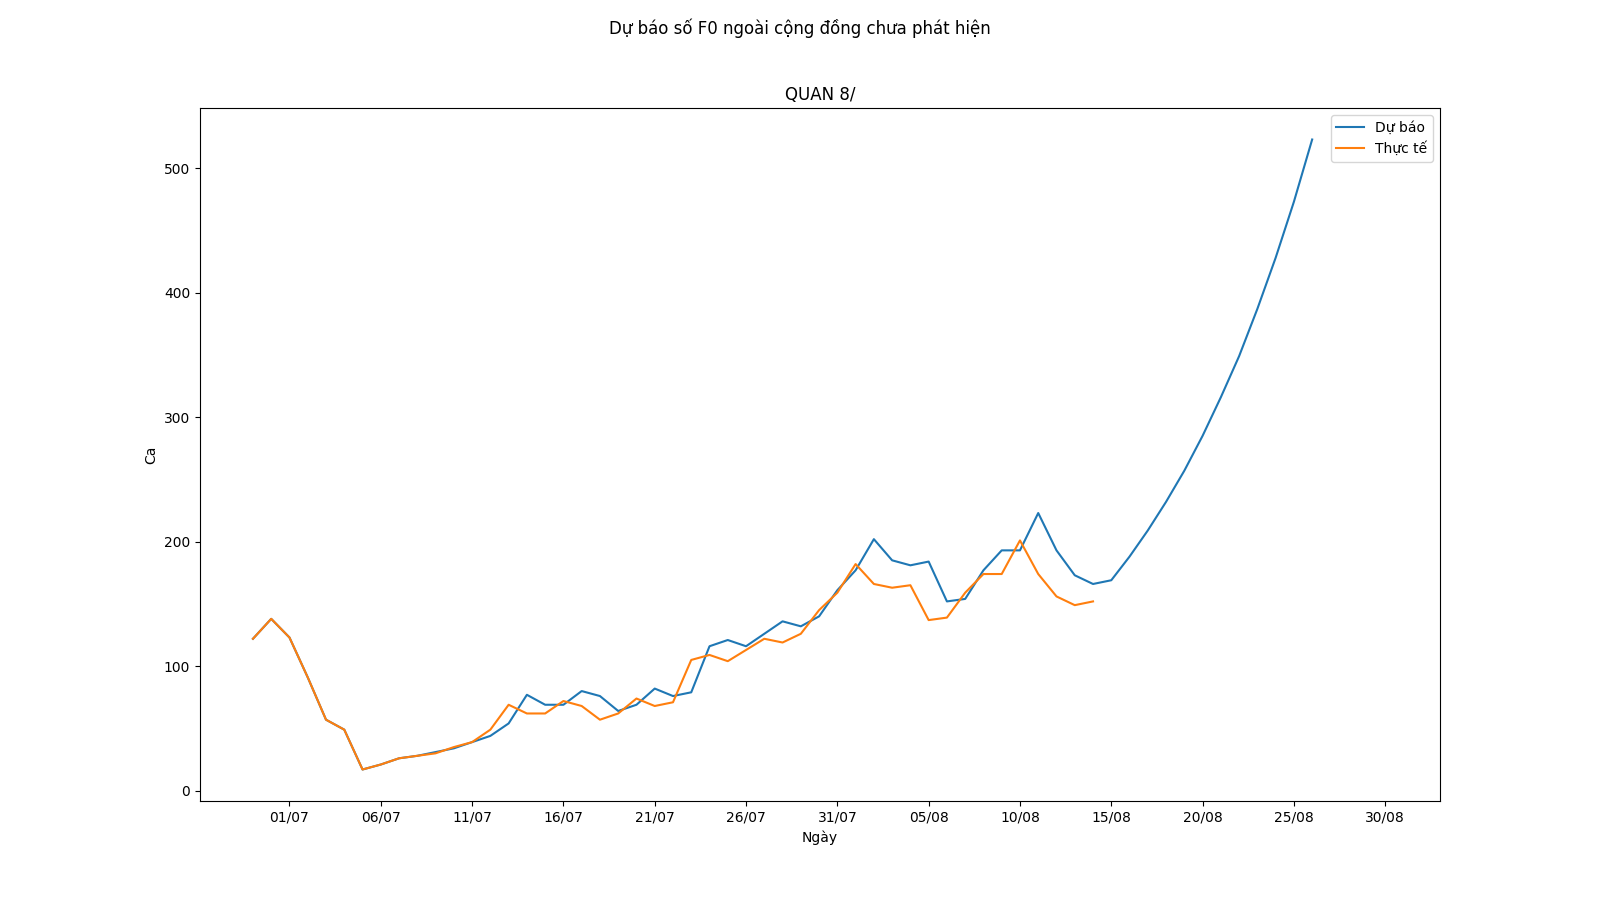 Dự báo số F0 ngoài cộng đồng chưa phát hiện
QUAN 8/
Dự báo
Thực tế
500
400
300
200
100
0
Ca
01/07 06/07 11/07 16/07 21/07 26/07 31/07 05/08 10/08 15/08 20/08 25/08 30/08
Ngày